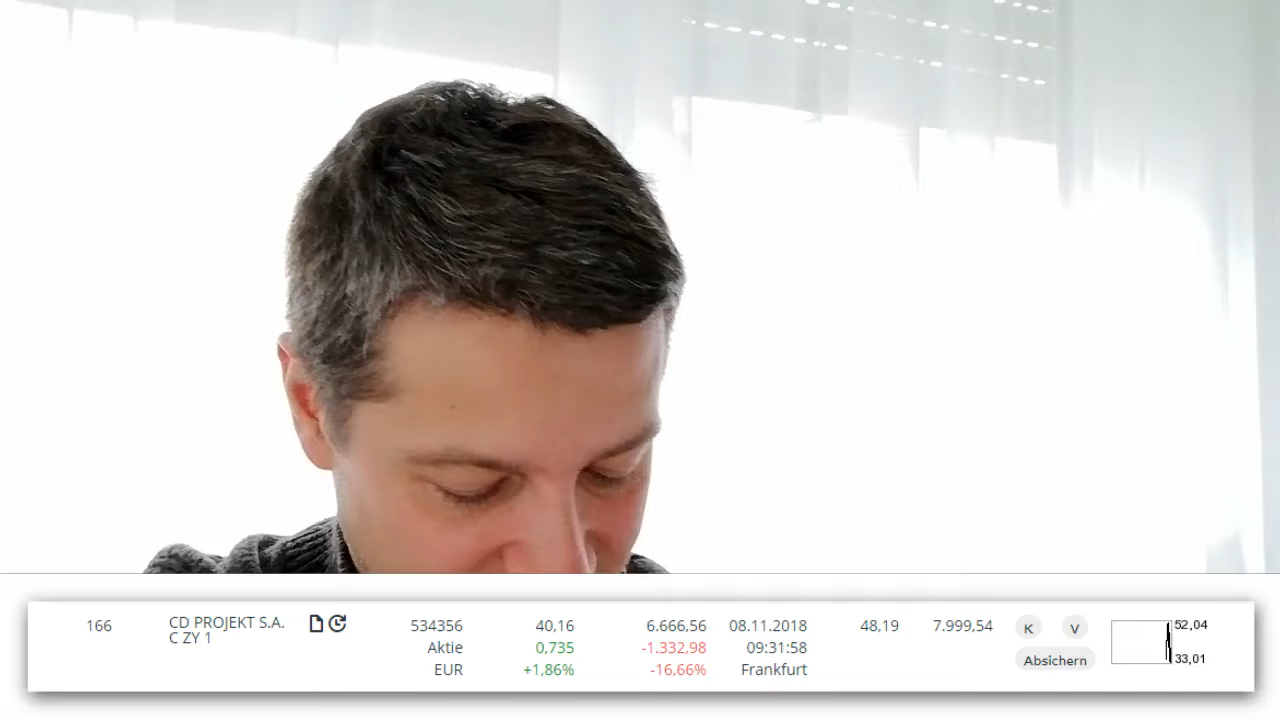 166 CD PROJEKT S.A. 534356 40,16 6.666,56 08.11.2018 48,19 7.999,54 K V 52,04
C ZY 1 Aktie 0,735 -1.332,98 09:31:58
EUR +1,86% -16,66% Frankfurt Absichern 33,01